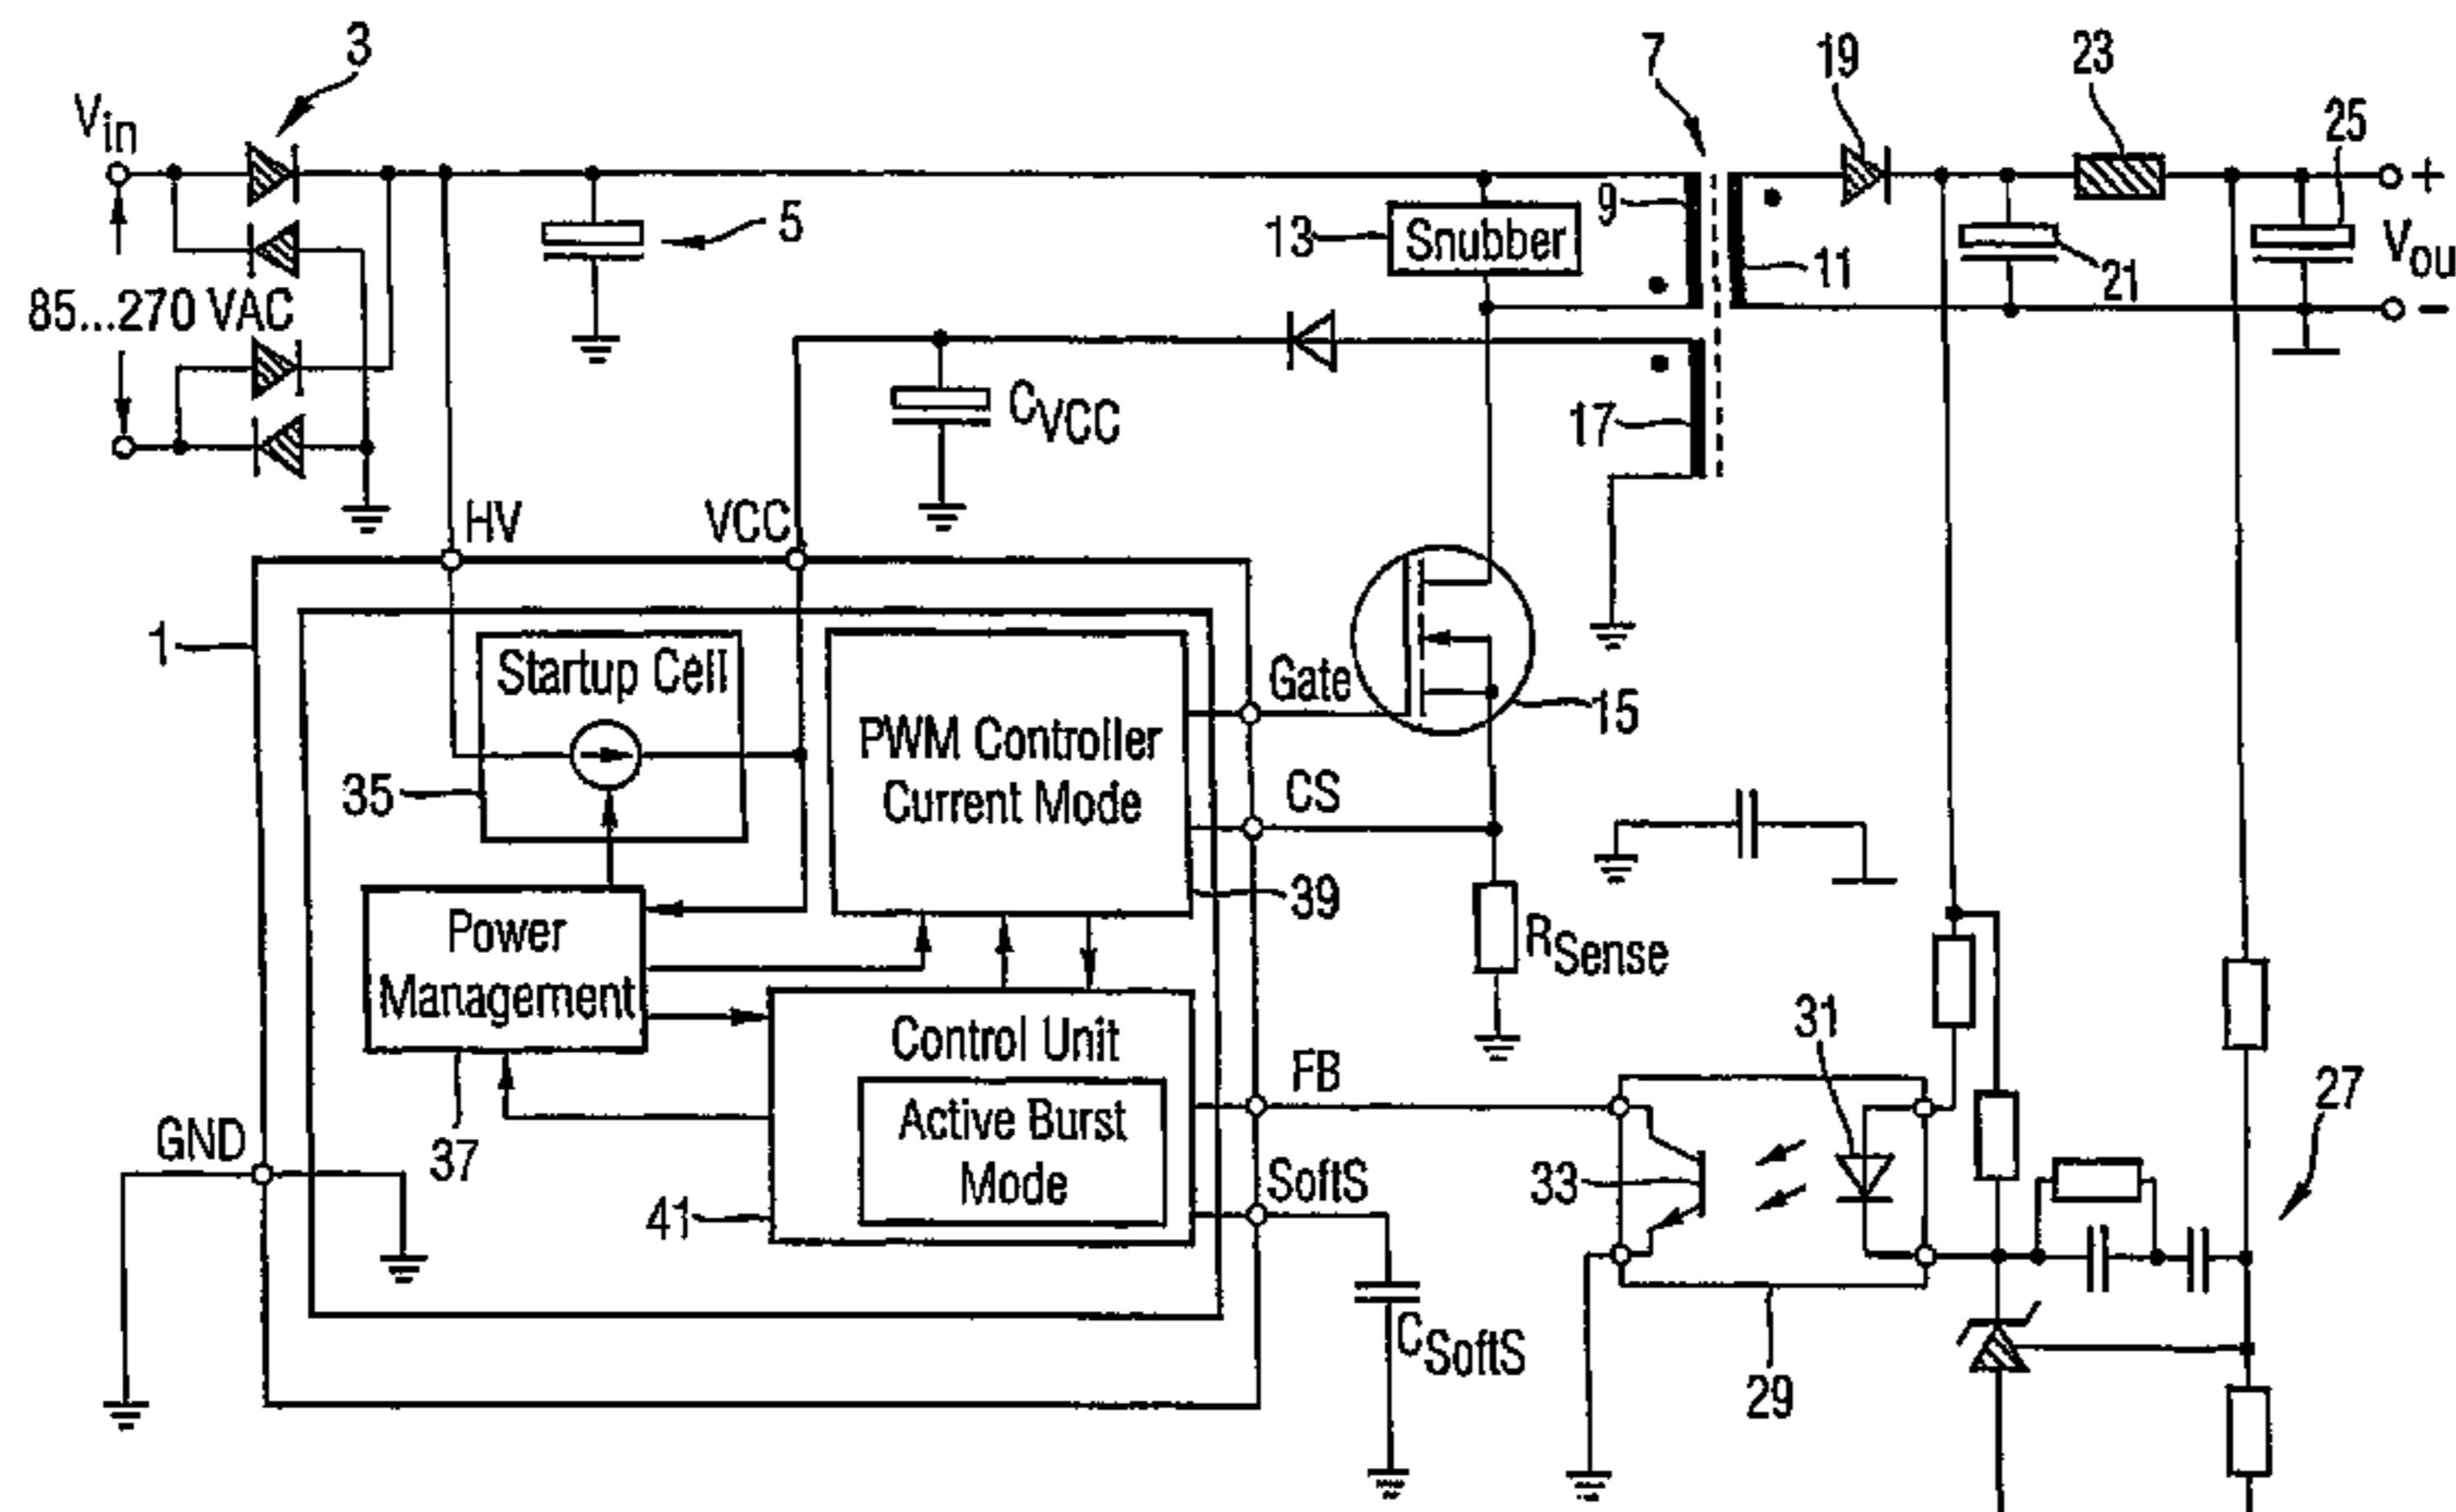 3
7
19
23
Vin
25
+
5
9
13
Snubber
11
21
Vou
85...270 VAC
−
CVCC
17
HV
VCC
1
Startup Cell
Gate
15
PWM Controller
Current Mode
35
CS
39
Power
Management
RSense
31
Control Unit
FB
27
Active Burst
Mode
GND
37
SoftS
33
41
CSoftS
29